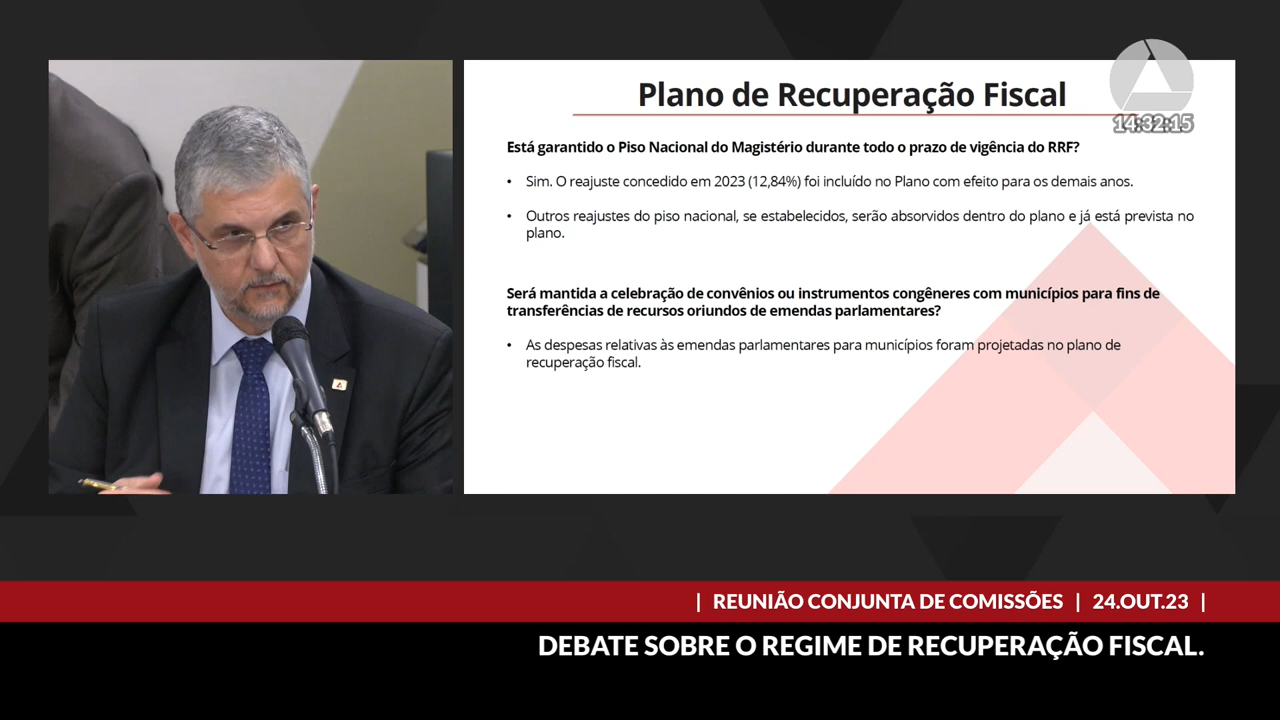 Plano de Recuperação Fiscal
14:32:15
Está garantido o Piso Nacional do Magistério durante todo o prazo de vigência do RRF?
• Sim. O reajuste concedido em 2023 (12,84%) foi incluído no Plano com efeito para os demais anos.
• Outros reajustes do piso nacional, se estabelecidos, serão absorvidos dentro do plano e já está prevista no
plano.
Será mantida a celebração de convênios ou instrumentos congêneres com municípios para fins de
transferências de recursos oriundos de emendas parlamentares?
• As despesas relativas às emendas parlamentares para municípios foram projetadas no plano de
recuperação fiscal.
| REUNIÃO CONJUNTA DE COMISSÕES | 24.OUT.23 |
DEBATE SOBRE O REGIME DE RECUPERAÇÃO FISCAL.